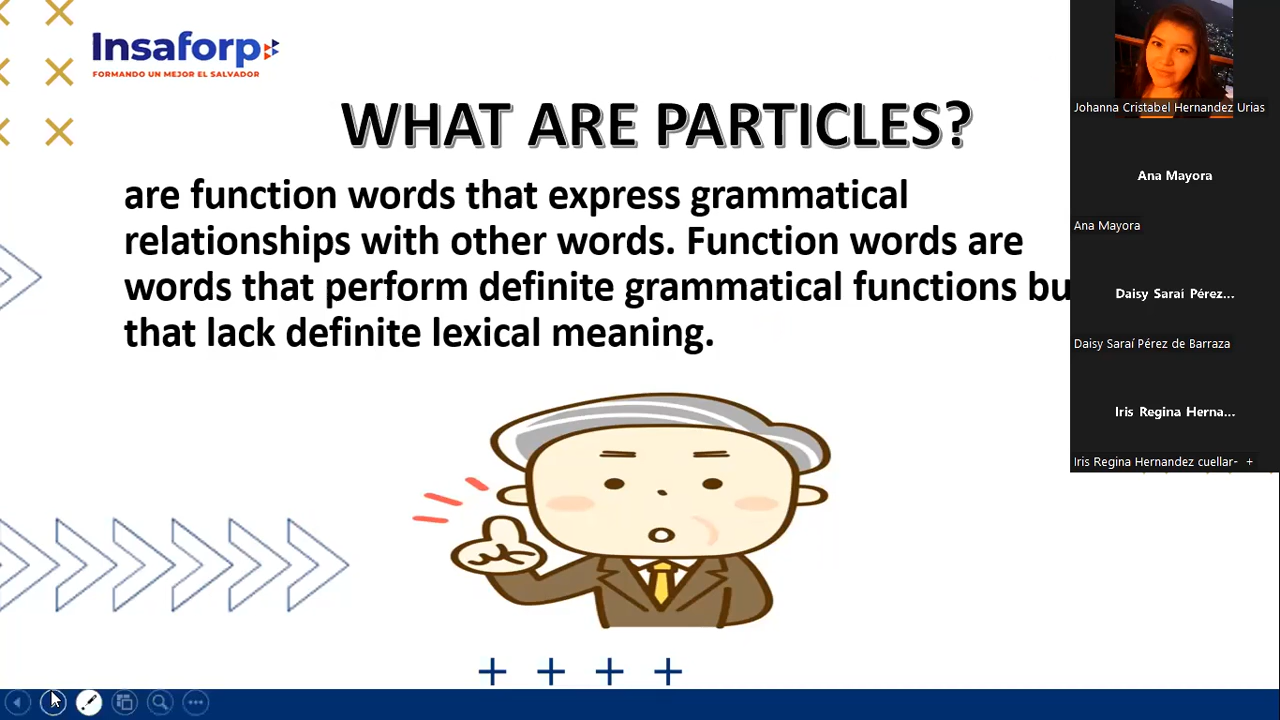 Insaforp
FORMANDO UN MEJOR EL SALVADOR
WHAT ARE PARTICLES?
are function words that express grammatical
relationships with other words. Function words are
words that perform definite grammatical functions bu
that lack definite lexical meaning.
Johanna Cristabel Hernandez Urias
Ana Mayora
Ana Mayora
Daisy Saraí Pérez...
Daisy Saraí Pérez de Barraza
Iris Regina Herna...
Iris Regina Hernandez cuellar- +